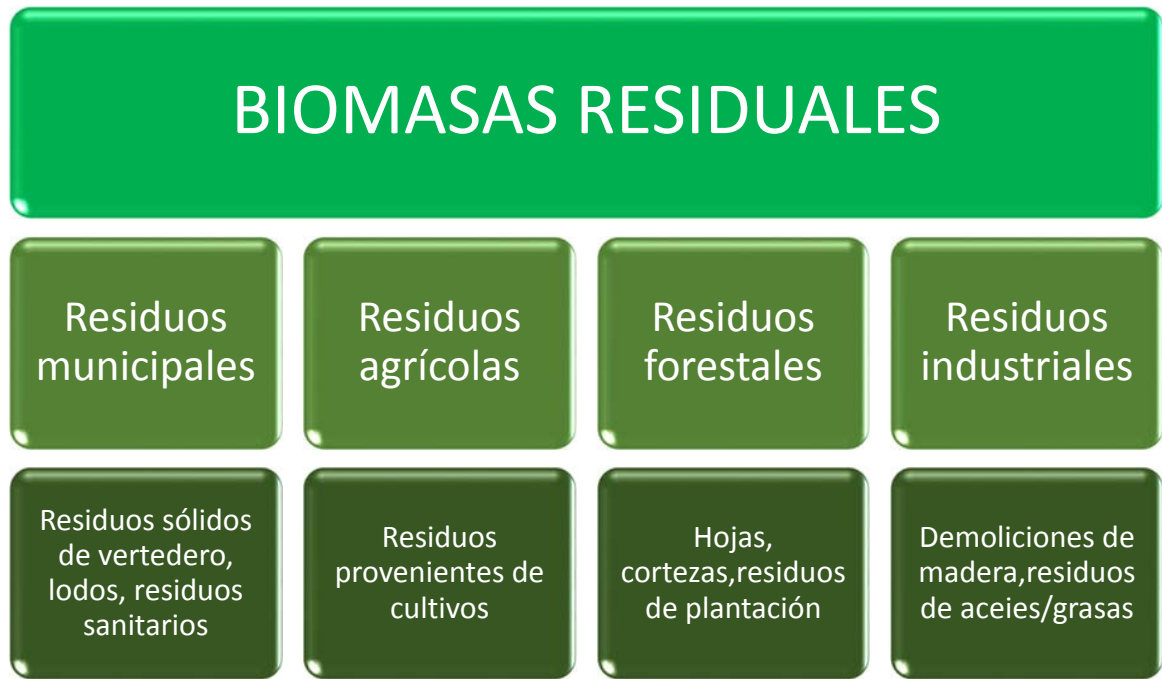 BIOMASAS RESIDUALES
Residuos
municipales
Residuos
agrícolas
Residuos
forestales
Residuos
industriales
Residuos sólidos
de vertedero,
lodos, residuos
sanitarios
Residuos
provenientes de
cultivos
Hojas,
cortezas,residuos
de plantación
Demoliciones de
madera,residuos
de aceies/grasas